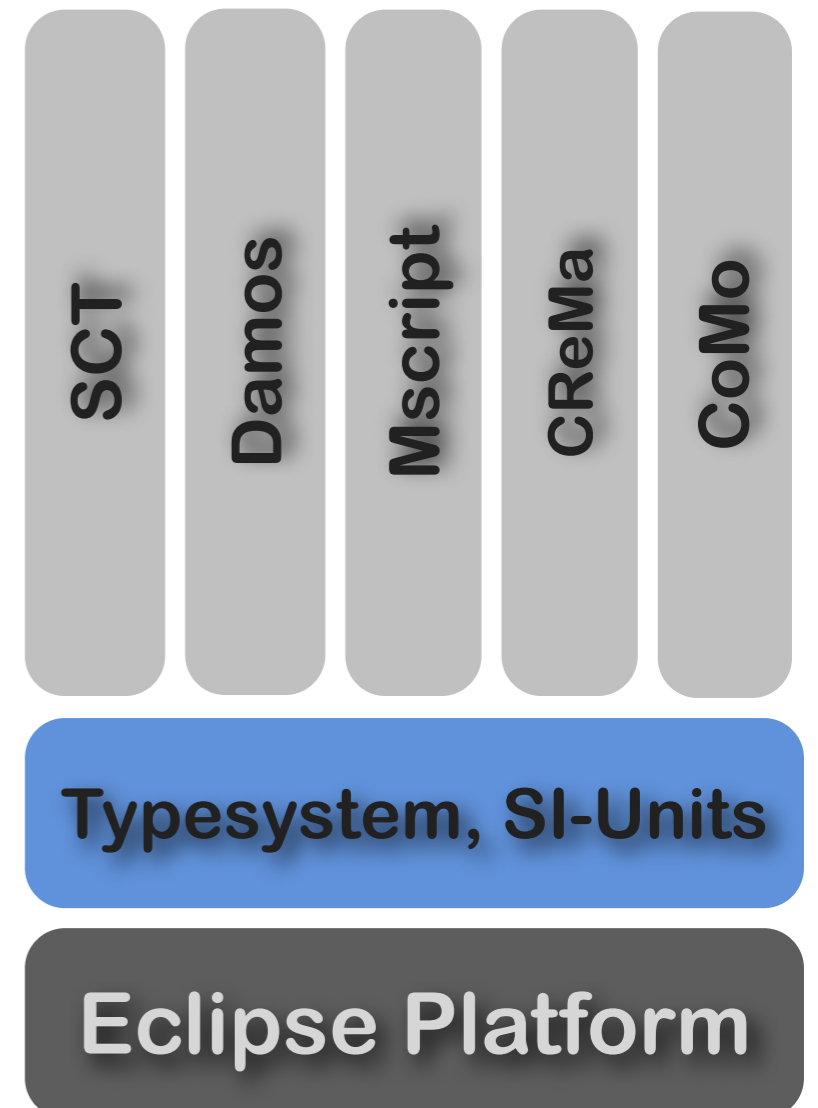 SCT
Damos
Mscript
CReMa
CoMo
Typesystem, SI-Units
Eclipse Platform